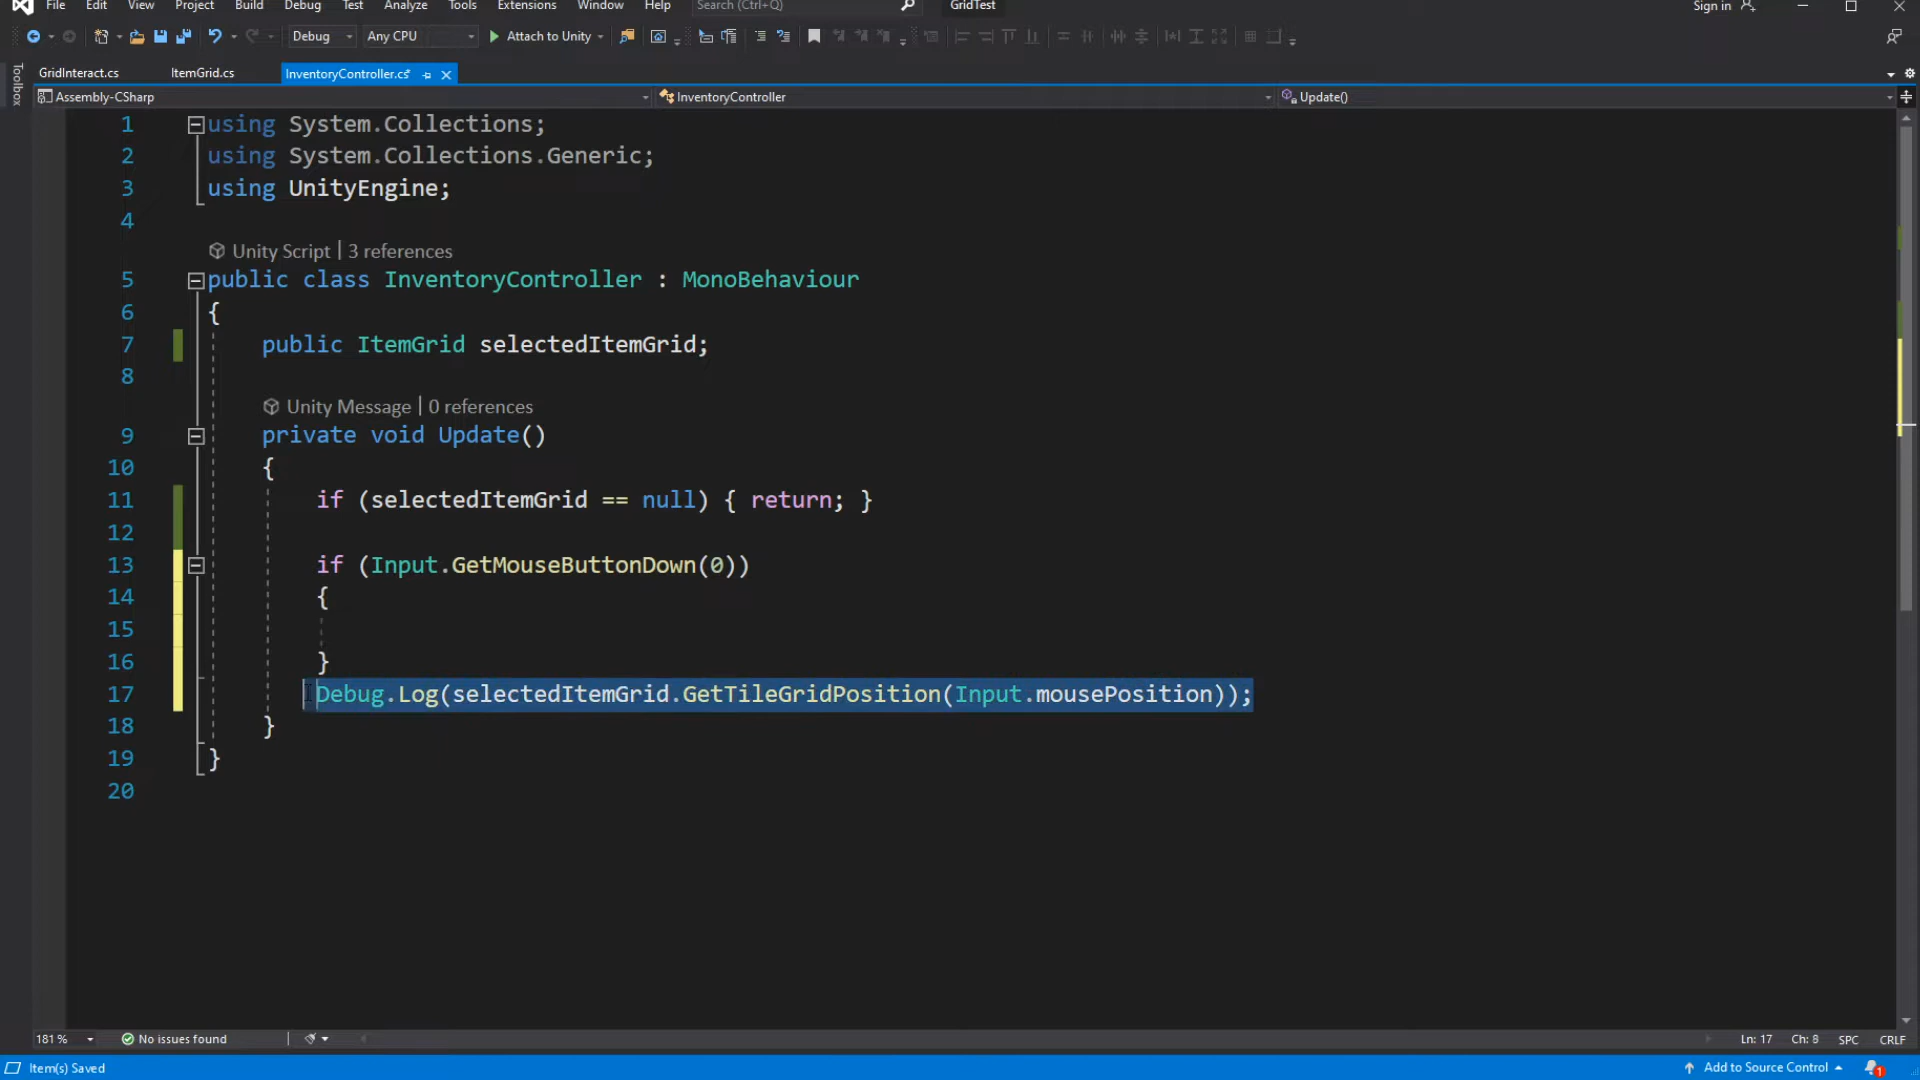 File Edit View Project Build Debug Test Analyze Tools Extensions Window Help Search (Ctrl+Q) GridTest Sign in
Debug Any CPU Attach to Unity
Toolbox
GridInteract.cs ItemGrid.cs InventoryController.cs*
Assembly-CSharp InventoryController Update()
1 using System.Collections;
2 using System.Collections.Generic;
3 using UnityEngine;
4
Unity Script | 3 references
5 public class InventoryController : MonoBehaviour
6 {
7 public ItemGrid selectedItemGrid;
8
Unity Message | 0 references
9 private void Update()
10 {
11 if (selectedItemGrid == null) { return; }
12
13 if (Input.GetMouseButtonDown(0))
14 {
15
16 }
17 Debug.Log(selectedItemGrid.GetTileGridPosition(Input.mousePosition));
18 }
19 }
20
181 % No issues found Ln: 17 Ch: 8 SPC CRLF
Item(s) Saved Add to Source Control 1